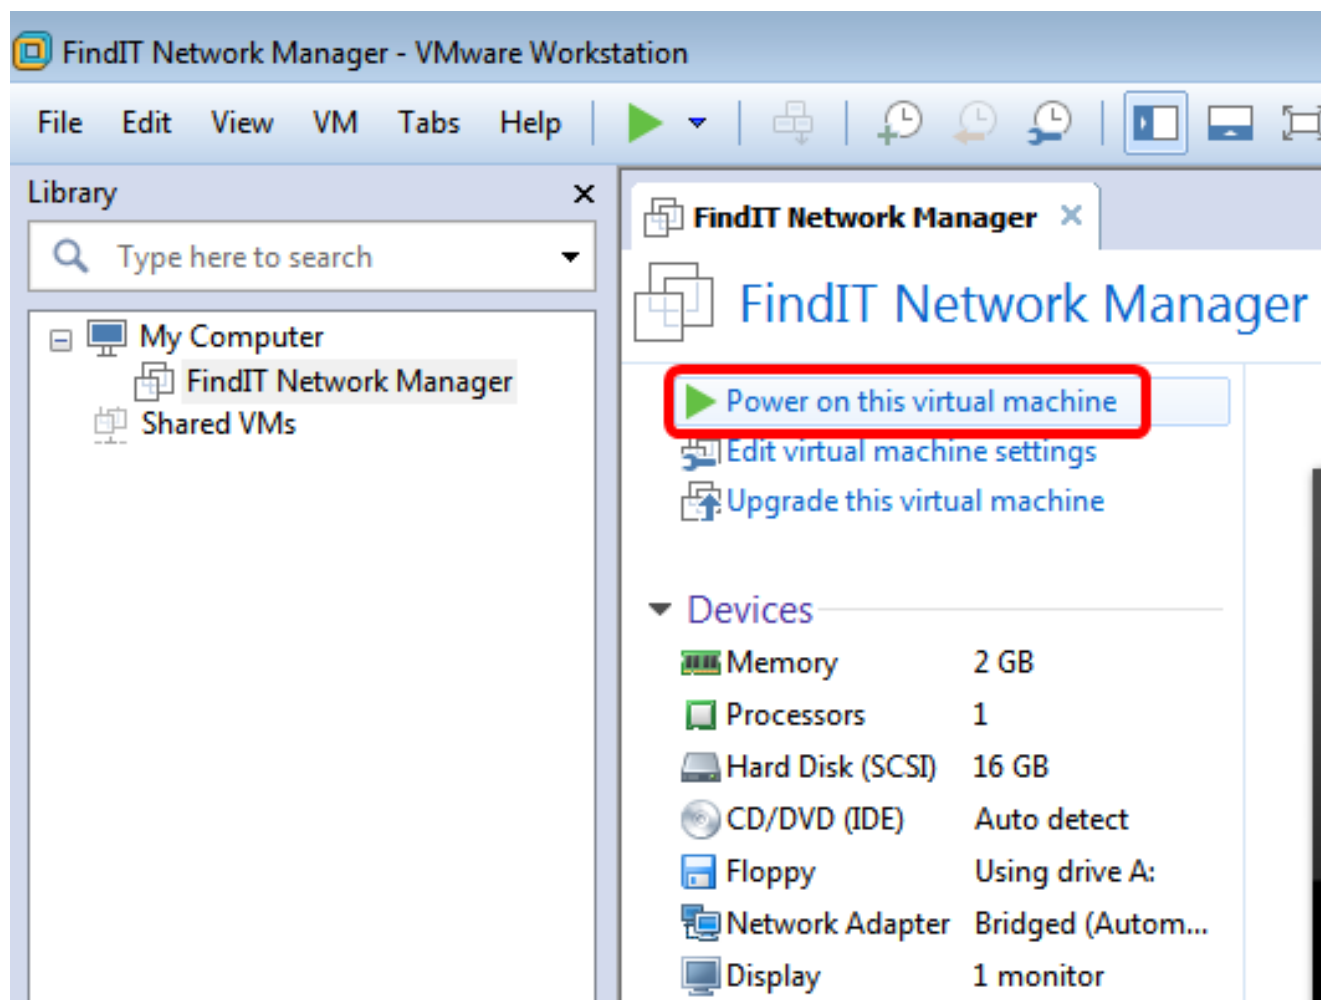 FindIT Network Manager - VMware Workstation
File Edit View VM Tabs Help
Library
Type here to search
My Computer
FindIT Network Manager
Shared VMs
FindIT Network Manager
FindIT Network Manager
Power on this virtual machine
Edit virtual machine settings
Upgrade this virtual machine
Devices
Memory 2 GB
Processors 1
Hard Disk (SCSI) 16 GB
CD/DVD (IDE) Auto detect
Floppy Using drive A:
Network Adapter Bridged (Autom...
Display 1 monitor